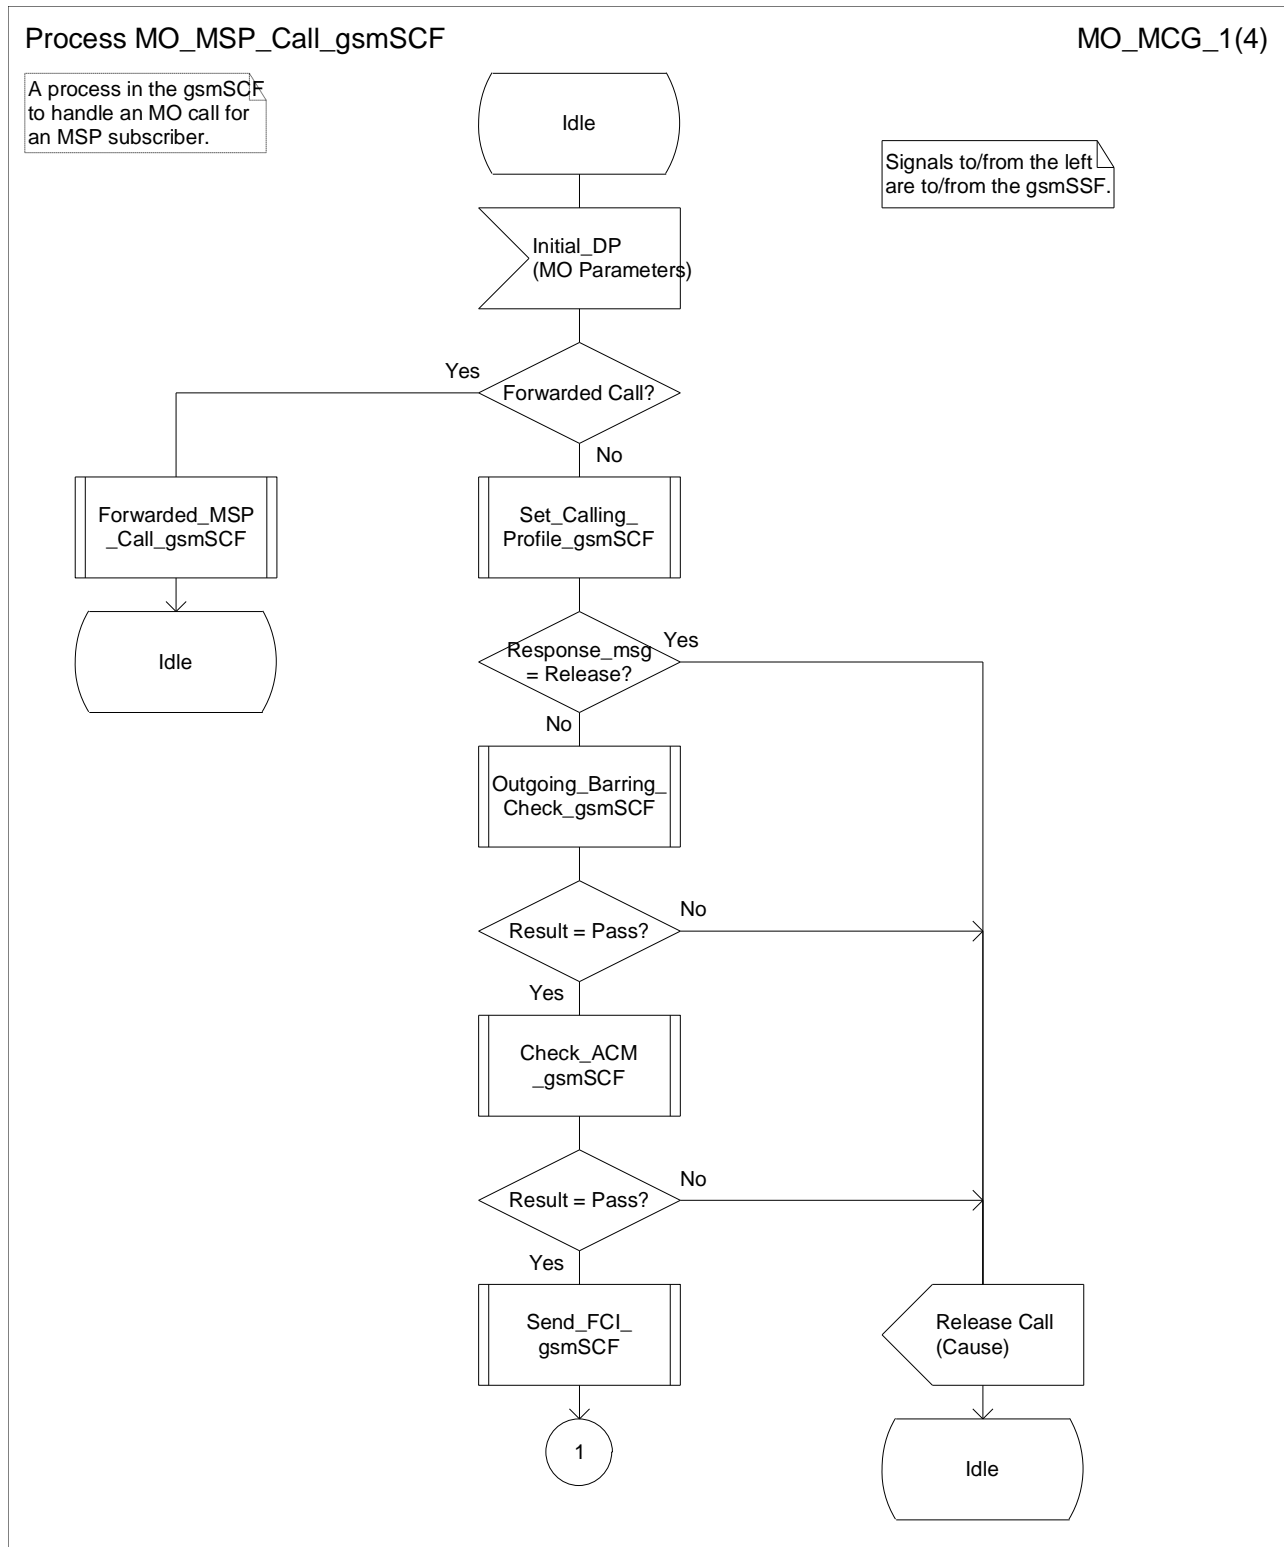 Process MO_MSP_Call_gsmSCF
MO_MCG_1(4)
A process in the gsmSCF
to handle an MO call for
an MSP subscriber.
Idle
Signals to/from the left
are to/from the gsmSSF.
Initial_DP
(MO Parameters)
Yes
Forwarded Call?
No
Forwarded_MSP
_Call_gsmSCF
Set_Calling_
Profile_gsmSCF
Idle
Response_msg
= Release?
Yes
No
Outgoing_Barring_
Check_gsmSCF
Result = Pass?
No
Yes
Check_ACM
_gsmSCF
Result = Pass?
No
Yes
Send_FCI_
gsmSCF
Release Call
(Cause)
1
Idle